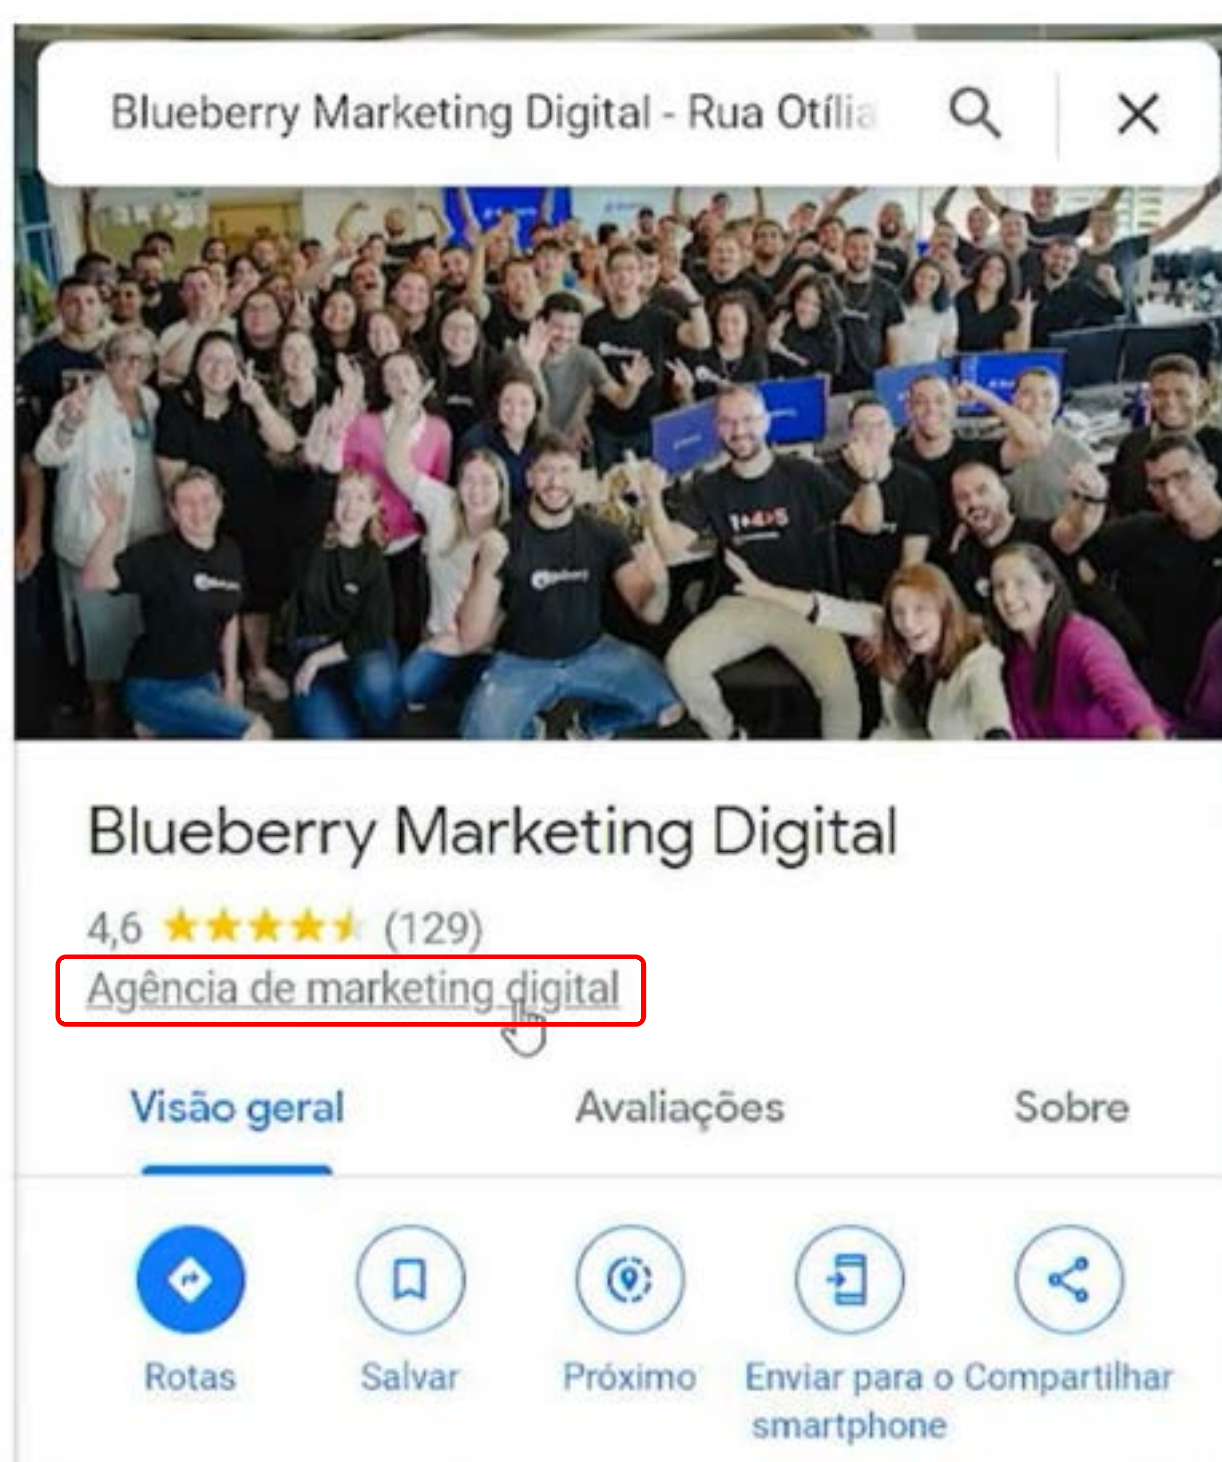 Blueberry Marketing Digital - Rua Otília
Blueberry Marketing Digital
4,6 (129)
Agência de marketing digital
Visão geral Avaliações Sobre
Rotas Salvar Próximo Enviar para o smartphone Compartilhar